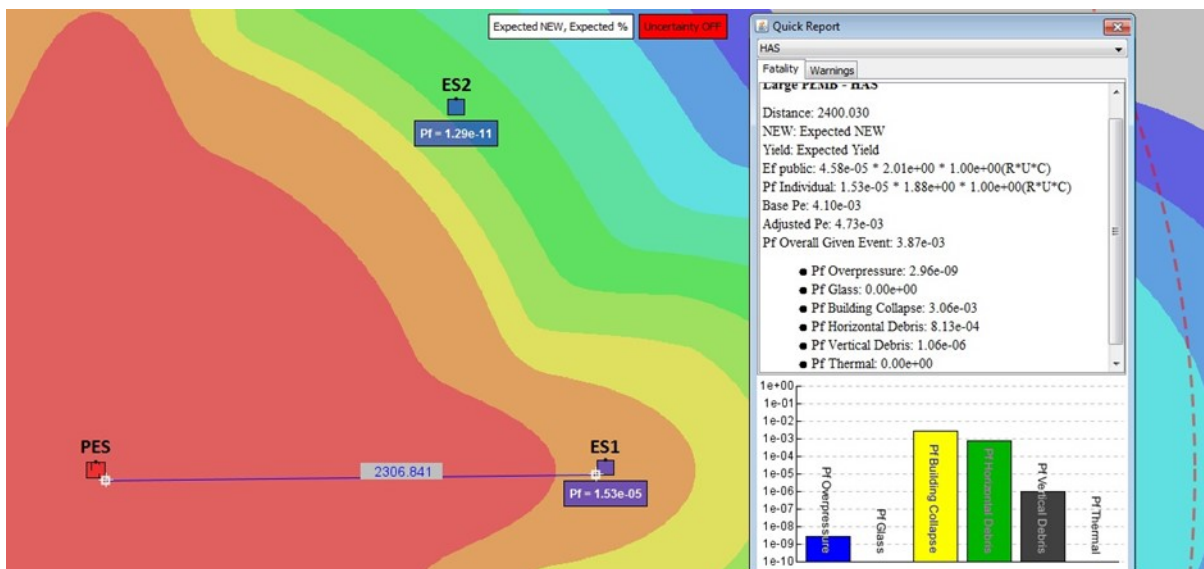 Expected NEW, Expected %
Uncertainty OFF
ES2
Pf = 1.29e-11
PES
2306.841
ES1
Pf = 1.53e-05
Quick Report
HAS
Fatality
Warnings
Large PEMB - HAS
Distance: 2400.030
NEW: Expected NEW
Yield: Expected Yield
Ef public: 4.58e-05 * 2.01e+00 * 1.00e+00(R*U*C)
Pf Individual: 1.53e-05 * 1.88e+00 * 1.00e+00(R*U*C)
Base Pe: 4.10e-03
Adjusted Pe: 4.73e-03
Pf Overall Given Event: 3.87e-03
Pf Overpressure: 2.96e-09
Pf Glass: 0.00e+00
Pf Building Collapse: 3.06e-03
Pf Horizontal Debris: 8.13e-04
Pf Vertical Debris: 1.06e-06
Pf Thermal: 0.00e+00
1e+00
1e-01
1e-02
1e-03
1e-04
1e-05
1e-06
1e-07
1e-08
1e-09
1e-10
Pf Overpressure
Pf Glass
Pf Building Collapse
Pf Horizontal Debris
Pf Vertical Debris
Pf Thermal